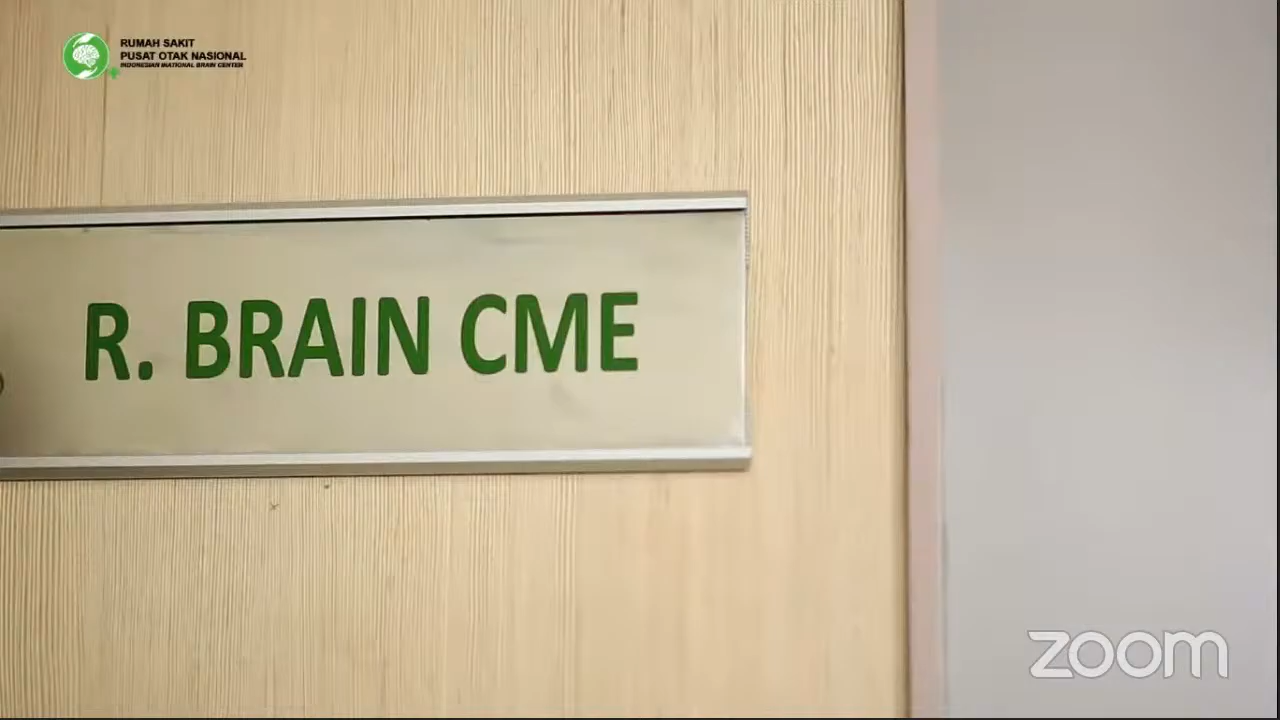 RUMAH SAKIT
PUSAT OTAK NASIONAL
INDONESIAN NATIONAL BRAIN CENTER
R. BRAIN CME
zoom